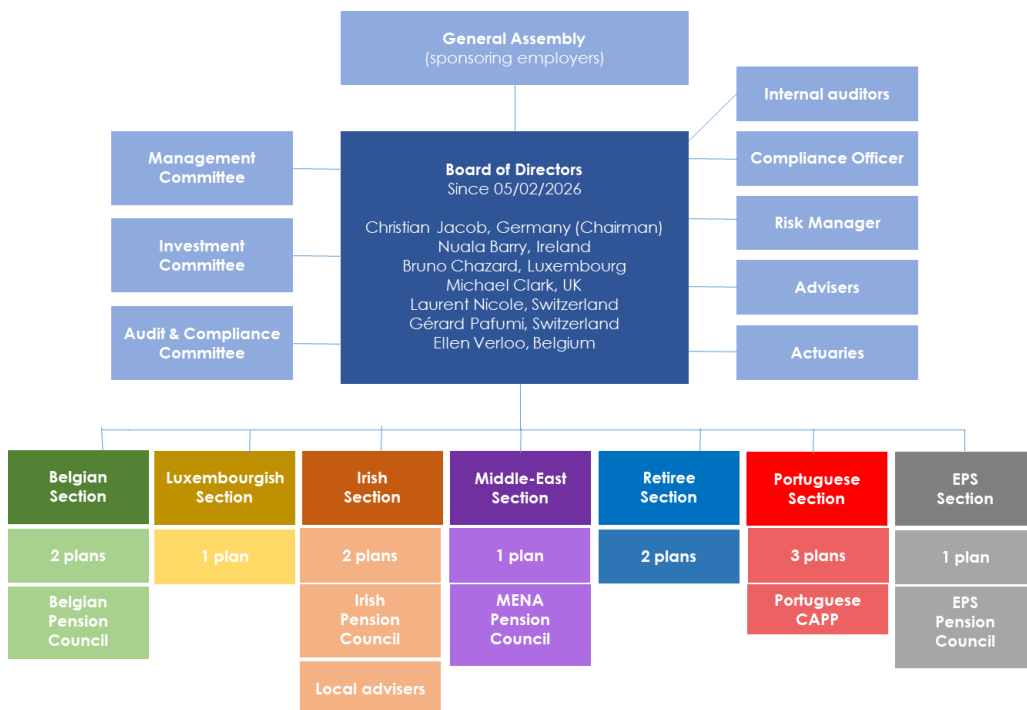 General Assembly
(sponsoring employers)
Management
Committee
Investment
Committee
Audit & Compliance
Committee
Board of Directors
Since 05/02/2026
Christian Jacob, Germany (Chairman)
Nuala Barry, Ireland
Bruno Chazard, Luxembourg
Michael Clark, UK
Laurent Nicole, Switzerland
Gérard Pafumi, Switzerland
Ellen Verloo, Belgium
Internal auditors
Compliance Officer
Risk Manager
Advisers
Actuaries
Belgian
Section
2 plans
Belgian
Pension
Council
Luxembourgish
Section
1 plan
Irish
Section
2 plans
Irish
Pension
Council
Local advisers
Middle-East
Section
1 plan
MENA
Pension
Council
Retiree
Section
2 plans
Portuguese
Section
3 plans
Portuguese
CAPP
EPS
Section
1 plan
EPS
Pension
Council